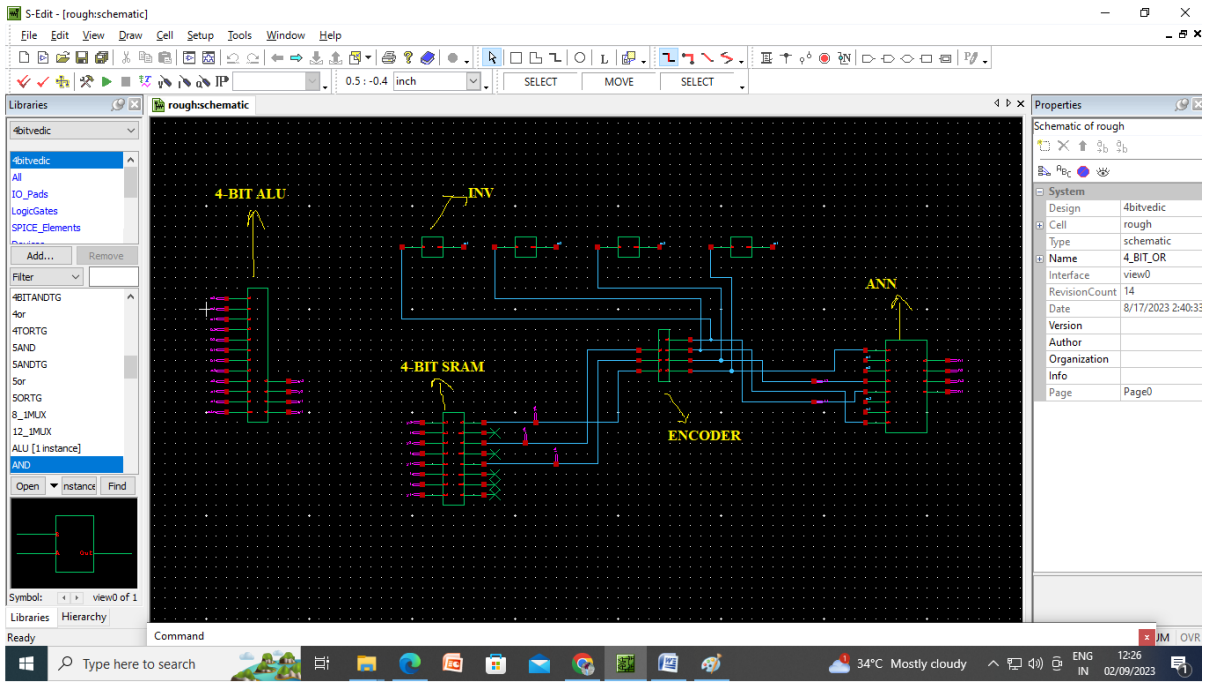 S-Edit - [rough:schematic]
File Edit View Draw Cell Setup Tools Window Help
0.5 : -0.4 inch SELECT MOVE SELECT
Libraries
rough:schematic
Properties
4bitvedic
Schematic of rough
4bitvedic
All
IO_Pads
LogicGates
SPICE_Elements
Add... Remove
Filter
4BITANDTG
4or
4TORTG
5AND
5ANDTG
5or
5ORTG
8_1MUX
12_1MUX
ALU [1 instance]
AND
Open nstance Find
Out
Symbol: view0 of 1
Libraries Hierarchy
Ready
4-BIT ALU
INV
4-BIT SRAM
ENCODER
ANN
System
Design 4bitvedic
Cell rough
Type schematic
Name 4_BIT_OR
Interface view0
RevisionCount 14
Date 8/17/2023 2:40:33
Version
Author
Organization
Info
Page Page0
Command
UM OVR
Type here to search
34°C Mostly cloudy
ENG
IN
12:26
02/09/2023
1